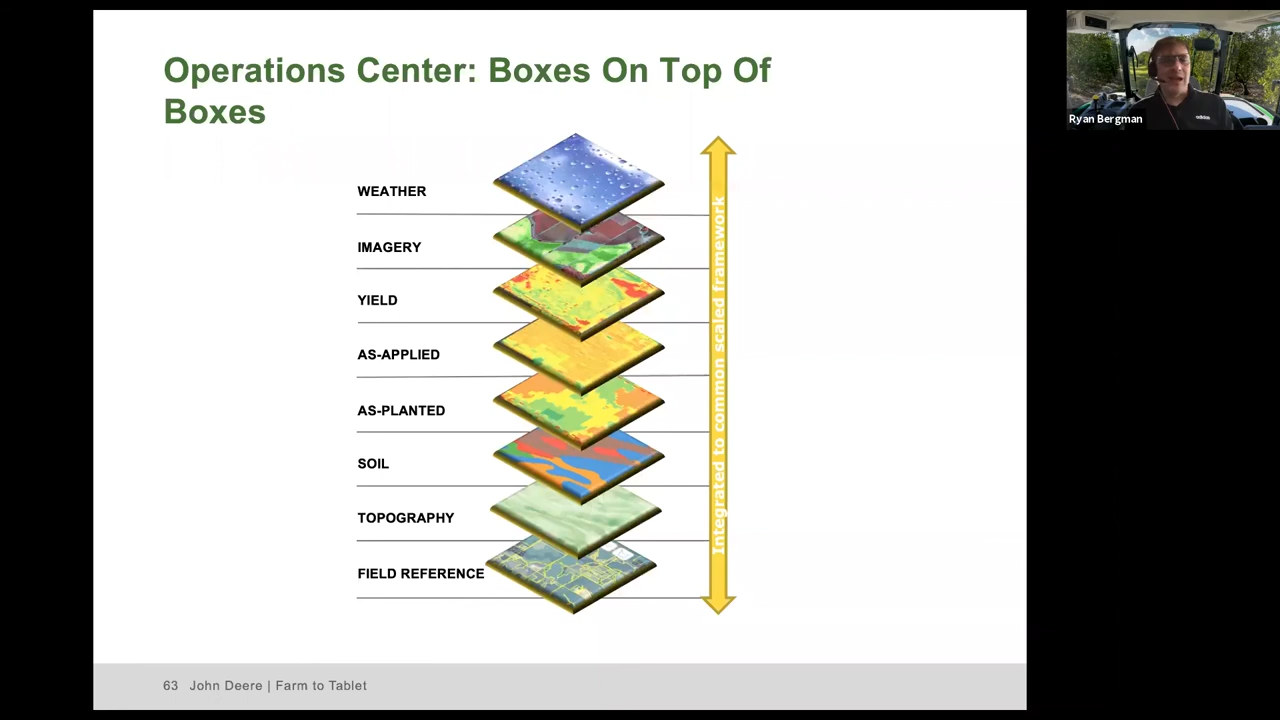 Operations Center: Boxes On Top Of
Boxes
WEATHER
IMAGERY
YIELD
AS-APPLIED
AS-PLANTED
SOIL
TOPOGRAPHY
FIELD REFERENCE
Integrated to common scaled framework
63 John Deere | Farm to Tablet
Ryan Bergman
adidas